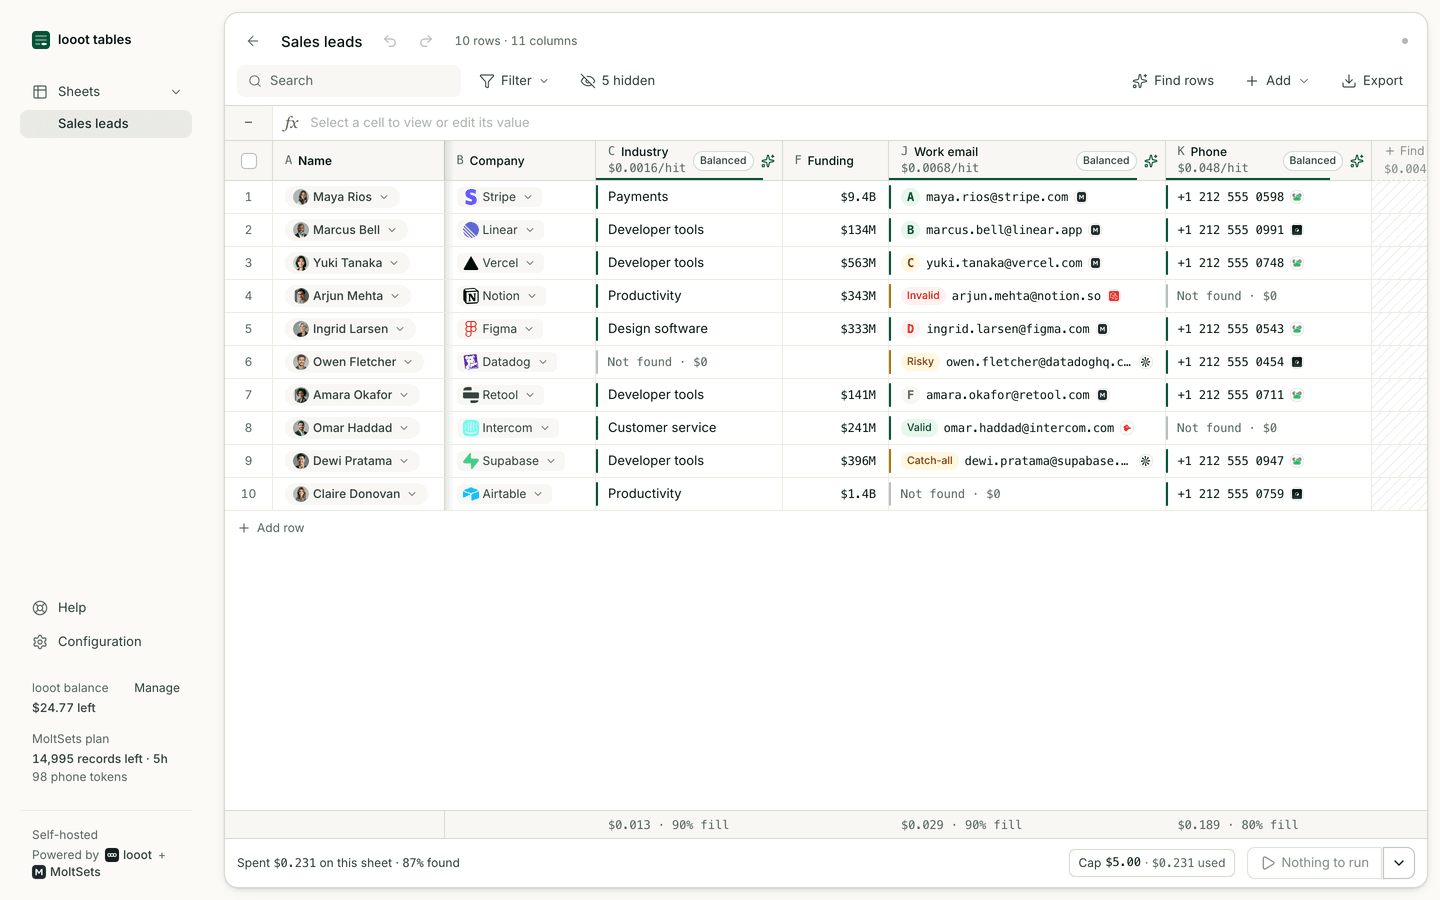 looot tables
Sheets
Sales leads
Help
Configuration
looot balance Manage
$24.77 left
MoltSets plan
14,995 records left · 5h
98 phone tokens
Self-hosted
Powered by looot +
M MoltSets
Sales leads 10 rows · 11 columns
Search Filter 5 hidden Find rows + Add Export
− fx Select a cell to view or edit its value
A Name B Company C Industry $0.0016/hit Balanced F Funding J Work email $0.0068/hit Balanced K Phone $0.048/hit Balanced + Find $0.004
1 Maya Rios Stripe Payments $9.4B A maya.rios@stripe.com M +1 212 555 0598
2 Marcus Bell Linear Developer tools $134M B marcus.bell@linear.app M +1 212 555 0991
3 Yuki Tanaka Vercel Developer tools $563M C yuki.tanaka@vercel.com M +1 212 555 0748
4 Arjun Mehta Notion Productivity $343M Invalid arjun.mehta@notion.so Not found · $0
5 Ingrid Larsen Figma Design software $333M D ingrid.larsen@figma.com M +1 212 555 0543
6 Owen Fletcher Datadog Not found · $0 Risky owen.fletcher@datadoghq.c… +1 212 555 0454
7 Amara Okafor Retool Developer tools $141M F amara.okafor@retool.com M +1 212 555 0711
8 Omar Haddad Intercom Customer service $241M Valid omar.haddad@intercom.com Not found · $0
9 Dewi Pratama Supabase Developer tools $396M Catch-all dewi.pratama@supabase.… +1 212 555 0947
10 Claire Donovan Airtable Productivity $1.4B Not found · $0 +1 212 555 0759
+ Add row
$0.013 · 90% fill $0.029 · 90% fill $0.189 · 80% fill
Spent $0.231 on this sheet · 87% found Cap $5.00 · $0.231 used Nothing to run